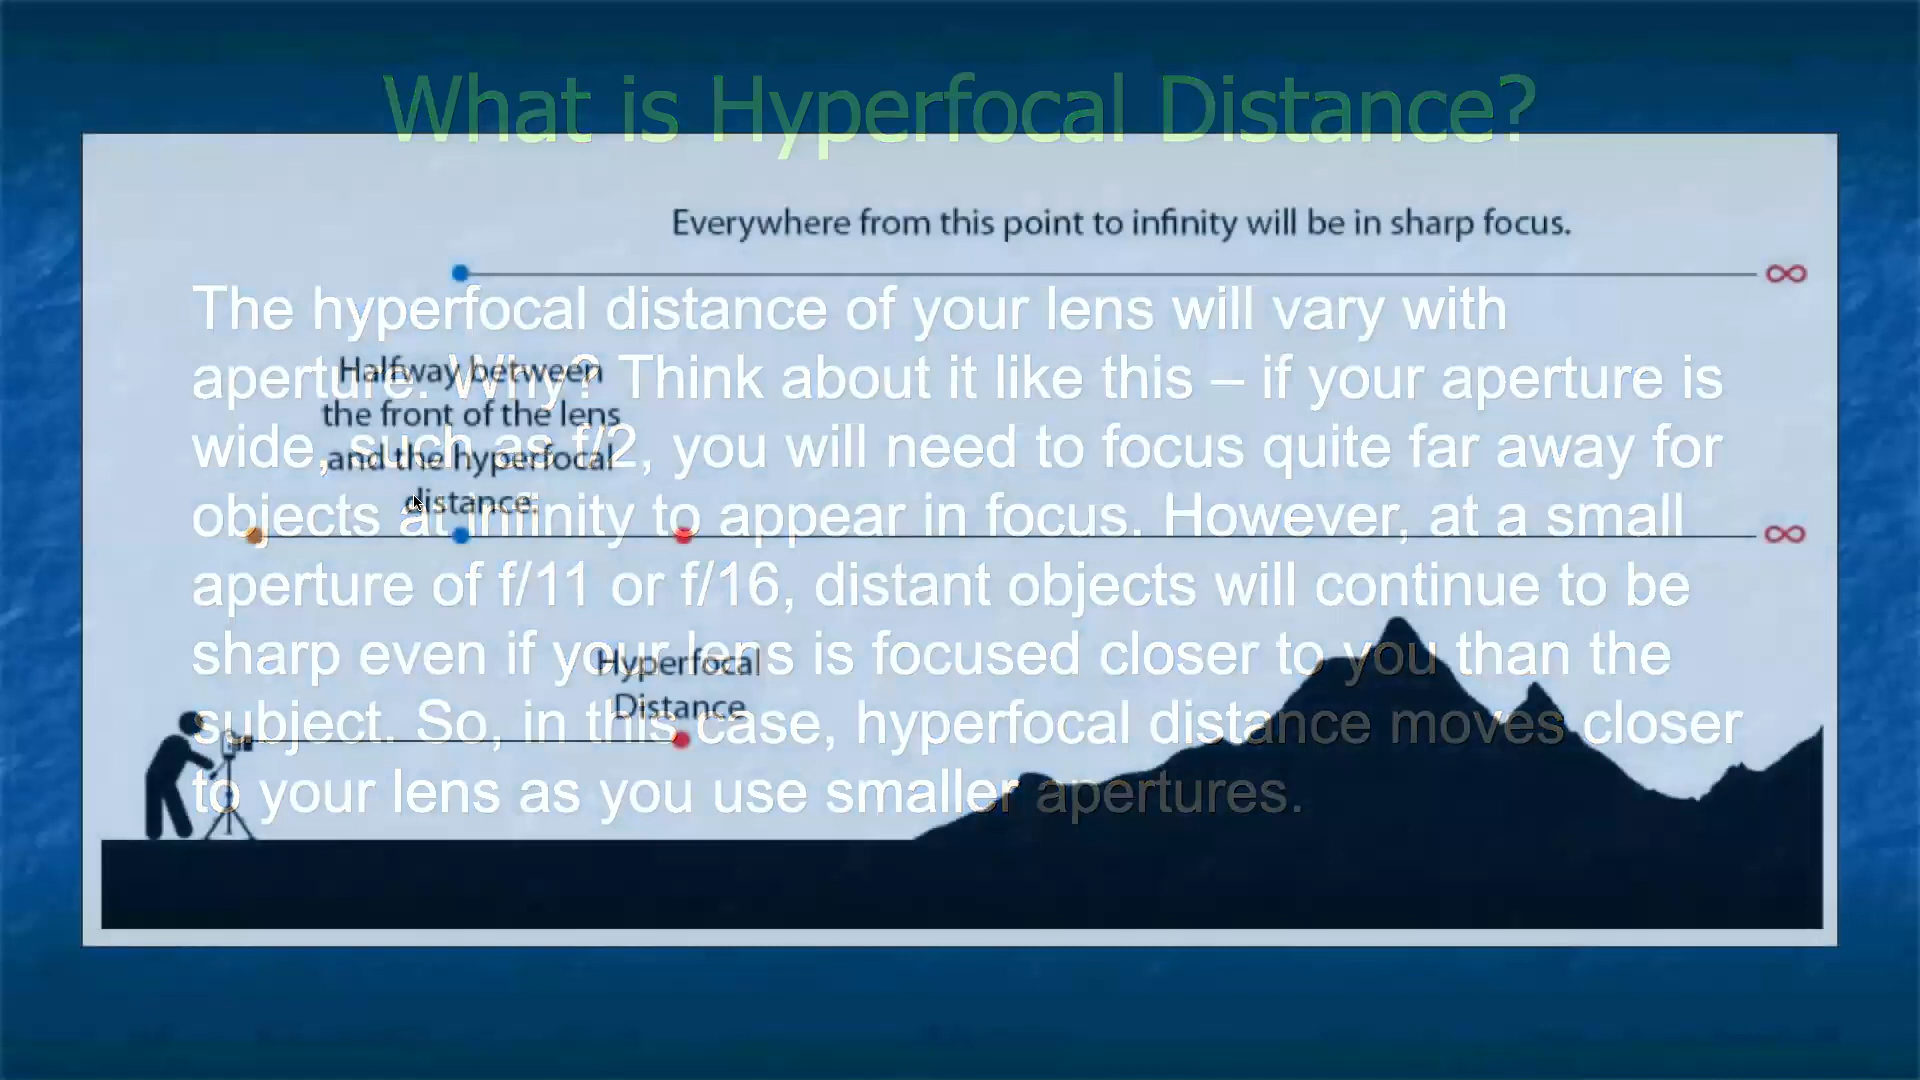 What is Hyperfocal Distance?
Everywhere from this point to infinity will be in sharp focus.
∞
The hyperfocal distance of your lens will vary with
aperture. Why? Think about it like this – if your aperture is
wide, such as f/2, you will need to focus quite far away for
objects at infinity to appear in focus. However, at a small
aperture of f/11 or f/16, distant objects will continue to be
sharp even if your lens is focused closer to you than the
subject. So, in this case, hyperfocal distance moves closer
to your lens as you use smaller apertures.
Halfway between
the front of the lens
and the hyperfocal
distance.
∞
Hyperfocal
Distance